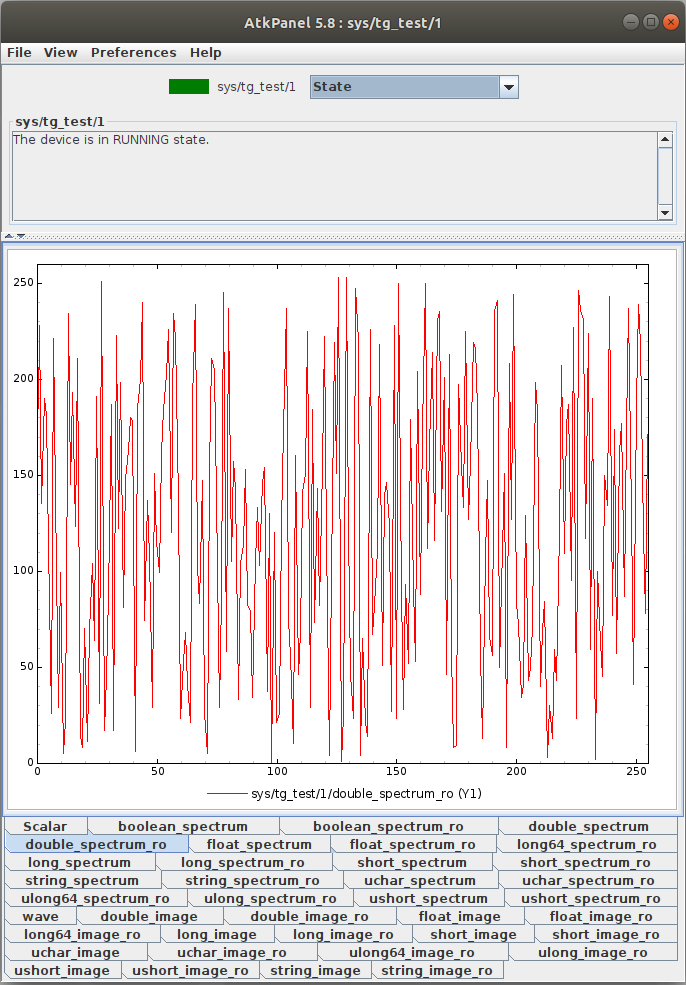 AtkPanel 5.8 : sys/tg_test/1
File View Preferences Help
sys/tg_test/1 State
sys/tg_test/1
The device is in RUNNING state.
250
200
150
100
50
0
0 50 100 150 200 250
sys/tg_test/1/double_spectrum_ro (Y1)
Scalar boolean_spectrum boolean_spectrum_ro double_spectrum
double_spectrum_ro float_spectrum float_spectrum_ro long64_spectrum_ro
long_spectrum long_spectrum_ro short_spectrum short_spectrum_ro
string_spectrum string_spectrum_ro uchar_spectrum uchar_spectrum_ro
ulong64_spectrum_ro ulong_spectrum_ro ushort_spectrum ushort_spectrum_ro
wave double_image double_image_ro float_image float_image_ro
long64_image_ro long_image long_image_ro short_image short_image_ro
uchar_image uchar_image_ro ulong64_image_ro ulong_image_ro
ushort_image ushort_image_ro string_image string_image_ro